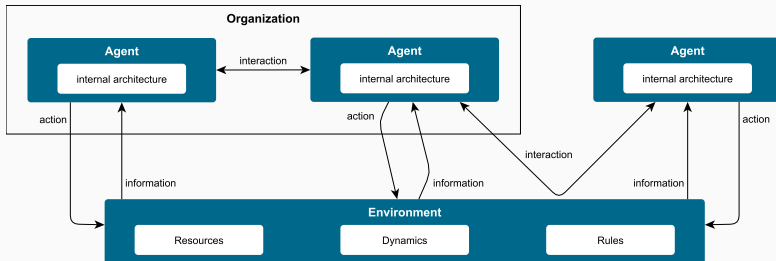 Organization
Agent
Agent
Agent
interaction
internal architecture
internal architecture
internal architecture
action
action
action
interaction
information
information
information
Environment
Resources
Dynamics
Rules